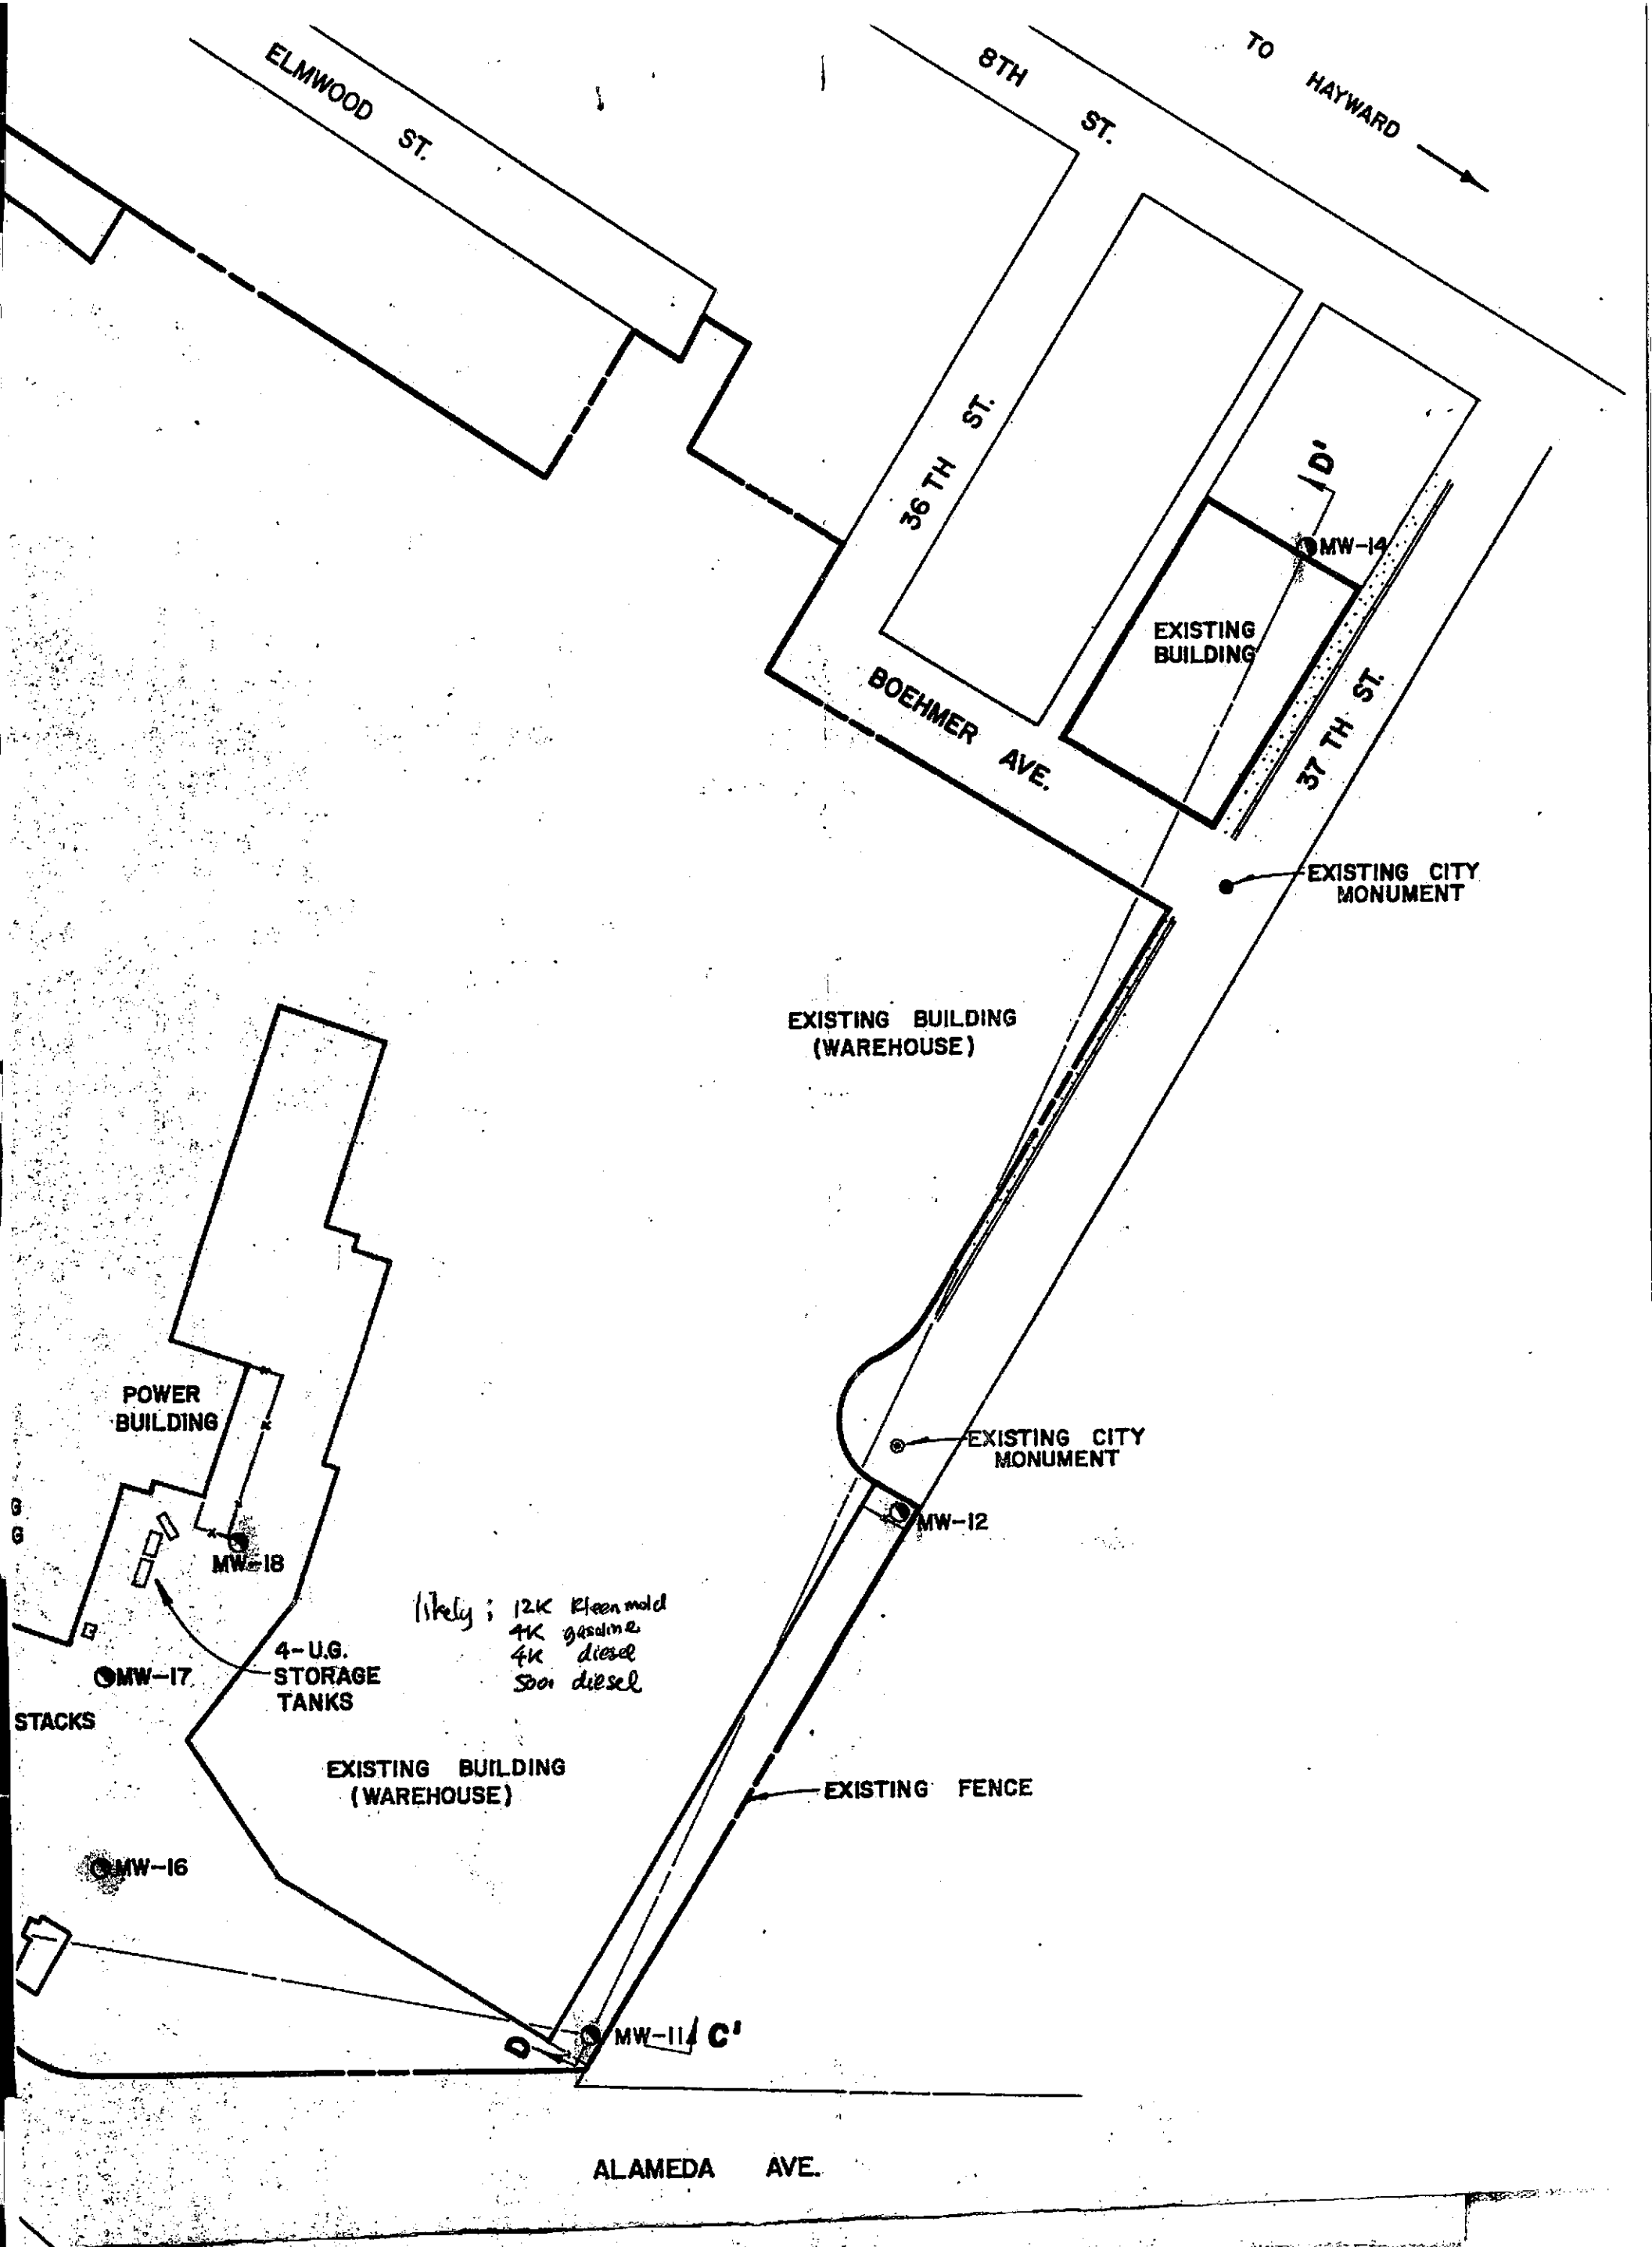 ELMWOOD ST.
8TH ST.
TO HAYWARD
36 TH ST.
D'
MW-14
EXISTING
BUILDING
BOEHMER AVE.
37 TH ST.
EXISTING CITY
MONUMENT
EXISTING BUILDING
(WAREHOUSE)
POWER
BUILDING
EXISTING CITY
MONUMENT
G
G
MW-12
MW-18
likely ; 12K Kleenmold
4K gasoline
4K diesel
diesel
4-U.G.
STORAGE
TANKS
MW-17
STACKS
EXISTING BUILDING
(WAREHOUSE)
EXISTING FENCE
MW-16
D
MW-11
C'
ALAMEDA AVE.